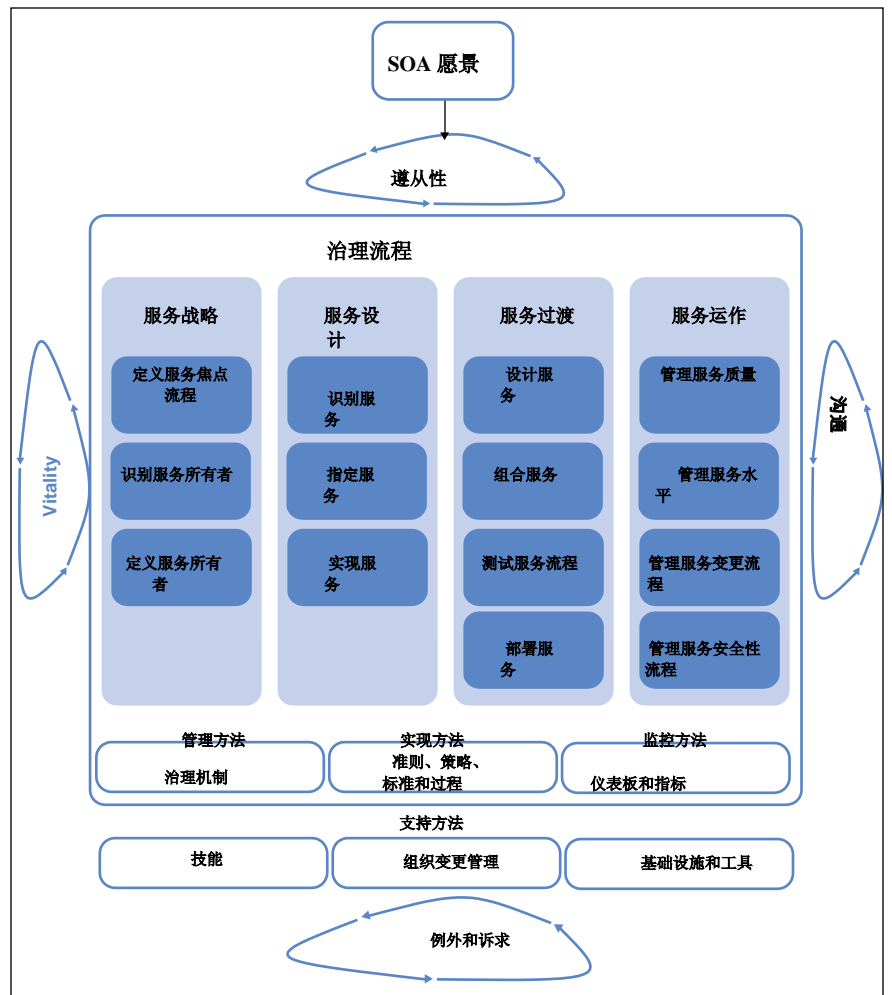 SOA 愿景
遵从性
治理流程
服务战略
定义服务焦点
流程
识别服务所有者
定义服务所有
者
服务设
计
识别服
务
指定服
务
实现服
务
服务过渡
设计服
务
组合服务
测试服务流程
部署服
务
服务运作
管理服务质量
管理服务水
平
管理服务变更流
程
管理服务安全性
流程
Vitality
沟通
管理方法
治理机制
实现方法
准则、策略、
标准和过程
监控方法
仪表板和指标
支持方法
技能
组织变更管理
基础设施和工具
例外和诉求